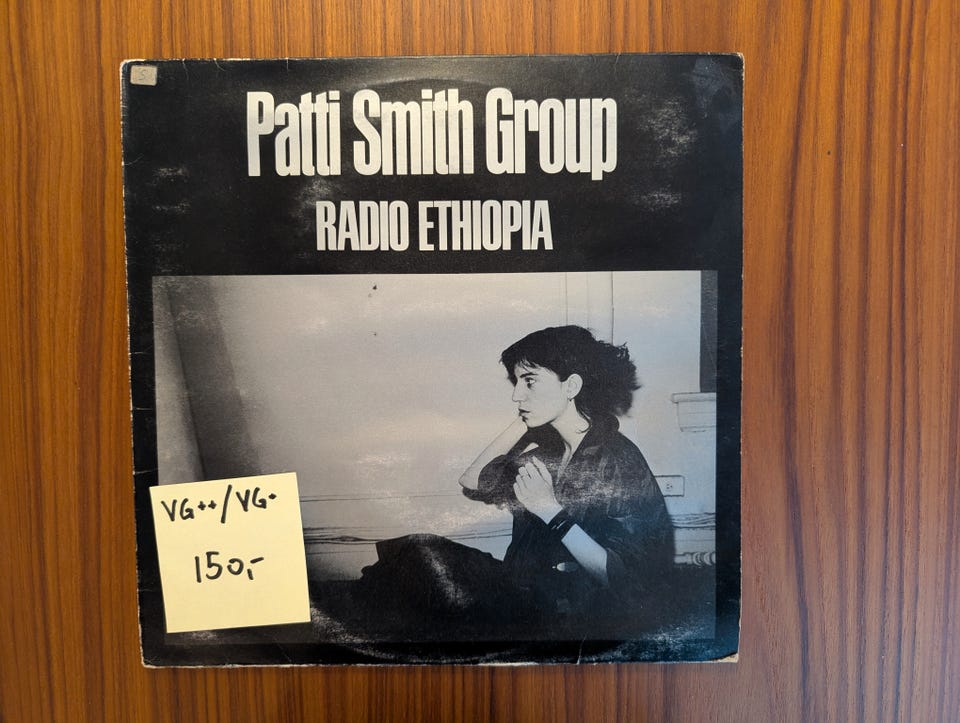 S
Patti Smith Group
RADIO ETHIOPIA
VG++/VG+
150,-